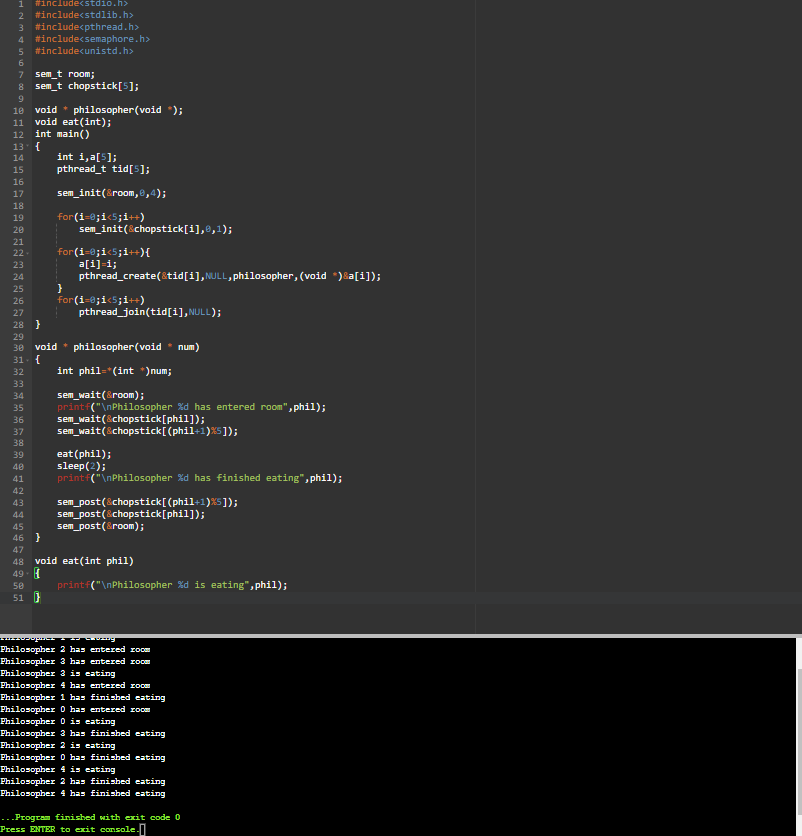 1 #include<stdio.h>
2 #include<stdlib.h>
3 #include<pthread.h>
4 #include<semaphore.h>
5 #include<unistd.h>
6
7 sem_t room;
8 sem_t chopstick[5];
9
10 void * philosopher(void *);
11 void eat(int);
12 int main()
13 {
14 int i,a[5];
15 pthread_t tid[5];
16
17 sem_init(&room,0,4);
18
19 for(i=0;i<5;i++)
20 sem_init(&chopstick[i],0,1);
21
22 for(i=0;i<5;i++){
23 a[i]=i;
24 pthread_create(&tid[i],NULL,philosopher,(void *)&a[i]);
25 }
26 for(i=0;i<5;i++)
27 pthread_join(tid[i],NULL);
28 }
29
30 void * philosopher(void * num)
31 {
32 int phil=*(int *)num;
33
34 sem_wait(&room);
35 printf("\nPhilosopher %d has entered room",phil);
36 sem_wait(&chopstick[phil]);
37 sem_wait(&chopstick[(phil+1)%5]);
38
39 eat(phil);
40 sleep(2);
41 printf("\nPhilosopher %d has finished eating",phil);
42
43 sem_post(&chopstick[(phil+1)%5]);
44 sem_post(&chopstick[phil]);
45 sem_post(&room);
46 }
47
48 void eat(int phil)
49 {
50 printf("\nPhilosopher %d is eating",phil);
51 }
Philosopher 1 is eating
Philosopher 2 has entered room
Philosopher 3 has entered room
Philosopher 3 is eating
Philosopher 4 has entered room
Philosopher 1 has finished eating
Philosopher 0 has entered room
Philosopher 0 is eating
Philosopher 3 has finished eating
Philosopher 2 is eating
Philosopher 0 has finished eating
Philosopher 4 is eating
Philosopher 2 has finished eating
Philosopher 4 has finished eating
...Program finished with exit code 0
Press ENTER to exit console.